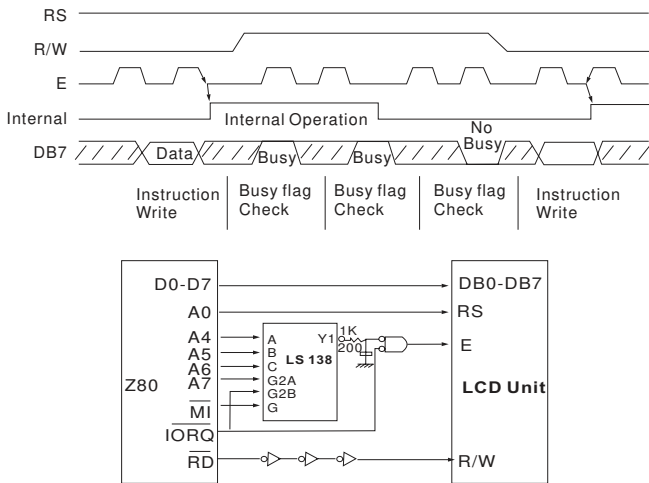 RS
R/W
E
Internal
Internal Operation
No
Busy
DB7
Data
Busy
Busy
Instruction
Write
Busy flag
Check
Busy flag
Check
Busy flag
Check
Instruction
Write
D0-D7
DB0-DB7
A0
RS
A4
A
Y1
1K
A5
B
LS 138
200
E
A6
C
A7
G2A
Z80
G2B
LCD Unit
MI
G
IORQ
RD
R/W